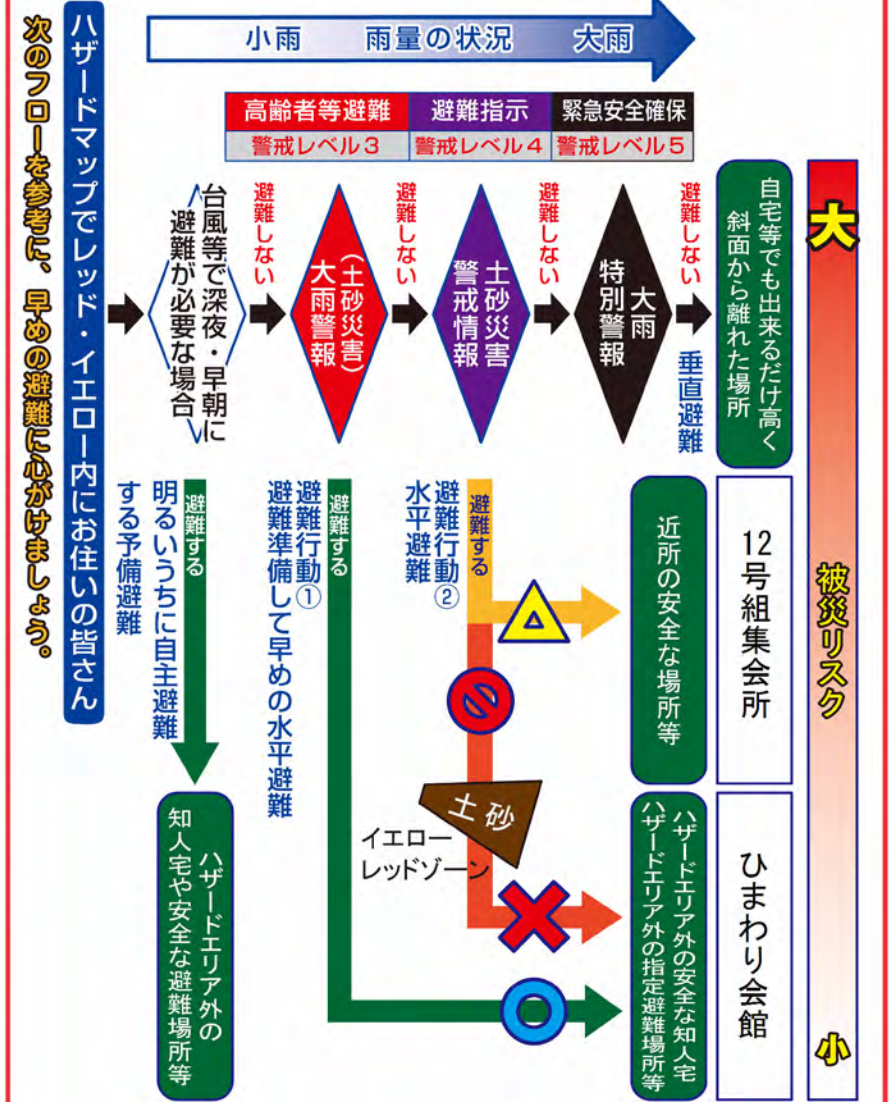 次のフローを参考に、早めの避難に心がけましょう。
ハザードマップでレッド・イエロー内にお住いの皆さん
小雨 雨量の状況 大雨
高齢者等避難 避難指示 緊急安全確保
警戒レベル3 警戒レベル4 警戒レベル5
台風等で深夜・早朝に
避難が必要な場合
避難しない
(土砂災害)
大雨警報
避難しない
土砂災害
警戒情報
避難しない
大雨
特別警報
避難しない
垂直避難
自宅等でも出来るだけ高く
斜面から離れた場所
大
被災リスク
小
避難する
明るいうちに自主避難
する予備避難
避難する
避難行動①
避難準備して早めの水平避難
避難する
避難行動②
水平避難
近所の安全な場所等
12号組集会所
土砂
イエロー
レッドゾーン
ハザードエリア外の
知人宅や安全な避難場所等
ハザードエリア外の安全な知人宅
ハザードエリア外の指定避難場所等
ひまわり会館